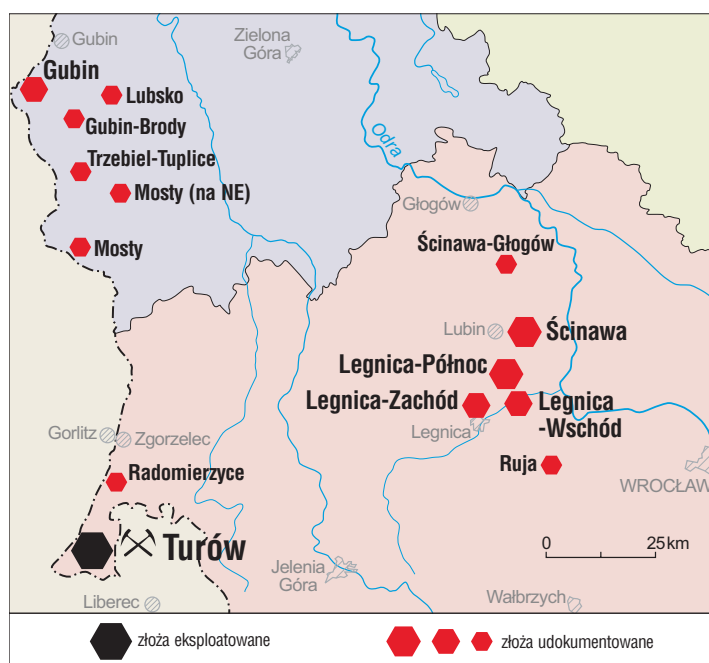 Gubin
Zielona
Góra
Gubin
Lubsko
Gubin-Brody
Odra
Trzebiel-Tuplice
Mosty (na NE)
Głogów
Mosty
Ścinawa-Głogów
Lubin
Ścinawa
Legnica-Północ
Legnica-Zachód
Legnica
-Wschód
Legnica
Gorlitz
Zgorzelec
Ruja
Radomierzyce
WROCŁAW
Turów
0
25 km
Jelenia
Góra
Liberec
Wałbrzych
złoża eksploatowane
złoża udokumentowane